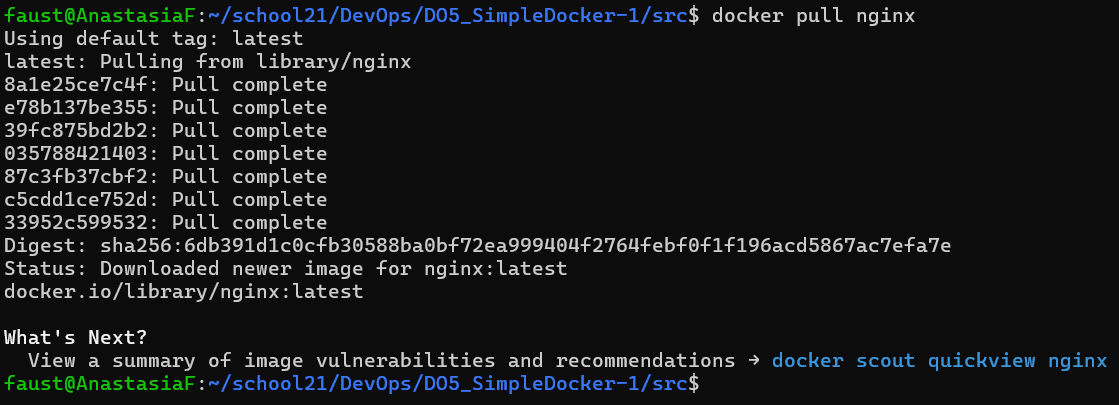 faust@AnastasiaF:~/school21/DevOps/DO5_SimpleDocker-1/src$ docker pull nginx
Using default tag: latest
latest: Pulling from library/nginx
8a1e25ce7c4f: Pull complete
e78b137be355: Pull complete
39fc875bd2b2: Pull complete
035788421403: Pull complete
87c3fb37cbf2: Pull complete
c5cdd1ce752d: Pull complete
33952c599532: Pull complete
Digest: sha256:6db391d1c0cfb30588ba0bf72ea999404f2764febf0f1f196acd5867ac7efa7e
Status: Downloaded newer image for nginx:latest
docker.io/library/nginx:latest
What's Next?
View a summary of image vulnerabilities and recommendations → docker scout quickview nginx
faust@AnastasiaF:~/school21/DevOps/DO5_SimpleDocker-1/src$